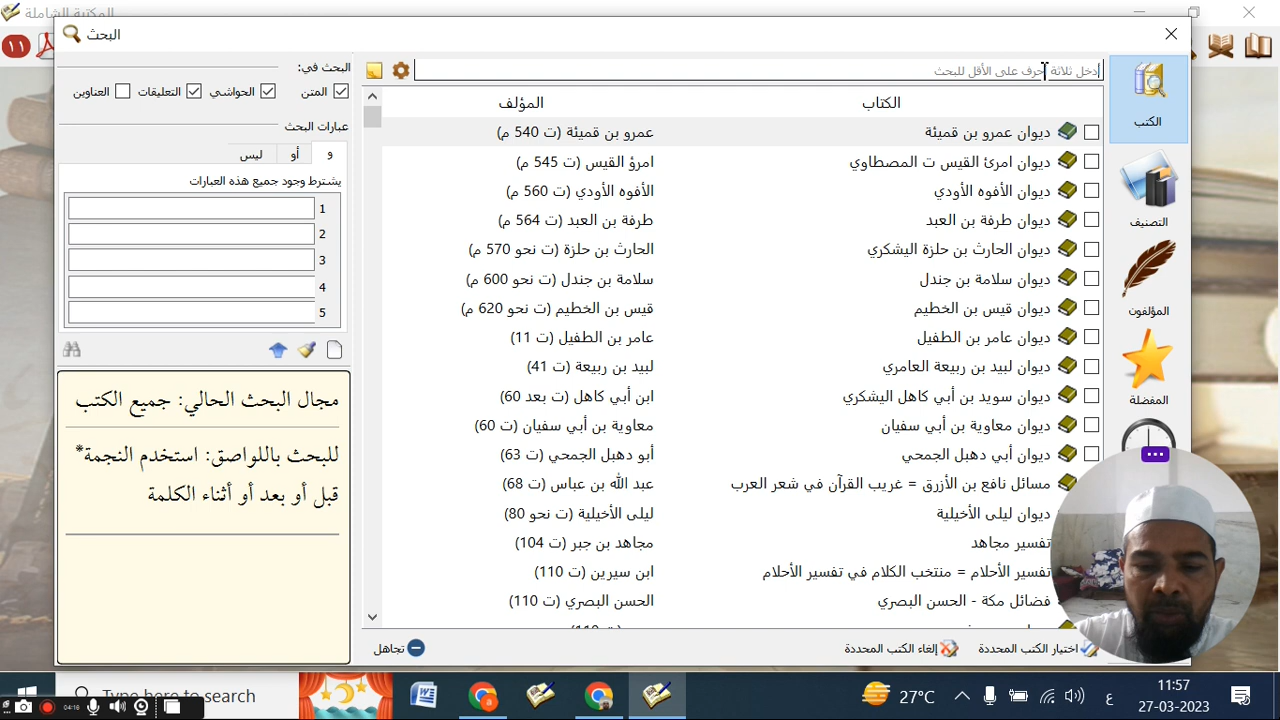 المكتبة الشاملة
١١
البحث
البحث في:
المتن
الحواشي
التعليقات
العناوين
عبارات البحث
و
أو
ليس
يشترط وجود جميع هذه العبارات
1
2
3
4
5
مجال البحث الحالي: جميع الكتب
للبحث باللواصق: استخدم النجمة*
قبل أو بعد أو أثناء الكلمة
دخل ثلاثة حرف على الأقل للبحث
الكتاب المؤلف
ديوان عمرو بن قميئة عمرو بن قميئة (ت 540 م)
ديوان امرئ القيس ت المصطاوي امرؤ القيس (ت 545 م)
ديوان الأفوه الأودي الأفوه الأودي (ت 560 م)
ديوان طرفة بن العبد طرفة بن العبد (ت 564 م)
ديوان الحارث بن حلزة اليشكري الحارث بن حلزة (ت نحو 570 م)
ديوان سلامة بن جندل سلامة بن جندل (ت نحو 600 م)
ديوان قيس بن الخطيم قيس بن الخطيم (ت نحو 620 م)
ديوان عامر بن الطفيل عامر بن الطفيل (ت 11)
ديوان لبيد بن ربيعة العامري لبيد بن ربيعة (ت 41)
ديوان سويد بن أبي كاهل اليشكري ابن أبي كاهل (ت بعد 60)
ديوان معاوية بن أبي سفيان معاوية بن أبي سفيان (ت 60)
ديوان أبي دهبل الجمحي أبو دهبل الجمحي (ت 63)
مسائل نافع بن الأزرق = غريب القرآن في شعر العرب عبد الله بن عباس (ت 68)
ديوان ليلى الأخيلية ليلى الأخيلية (ت نحو 80)
تفسير مجاهد مجاهد بن جبر (ت 104)
تفسير الأحلام = منتخب الكلام في تفسير الأحلام ابن سيرين (ت 110)
فضائل مكة - الحسن البصري الحسن البصري (ت 110)
اختيار الكتب المحددة
إلغاء الكتب المحددة
تجاهل
الكتب
التصنيف
المؤلفون
المفضلة
Type here to search
04:16
27°C
ع
11:57
27-03-2023